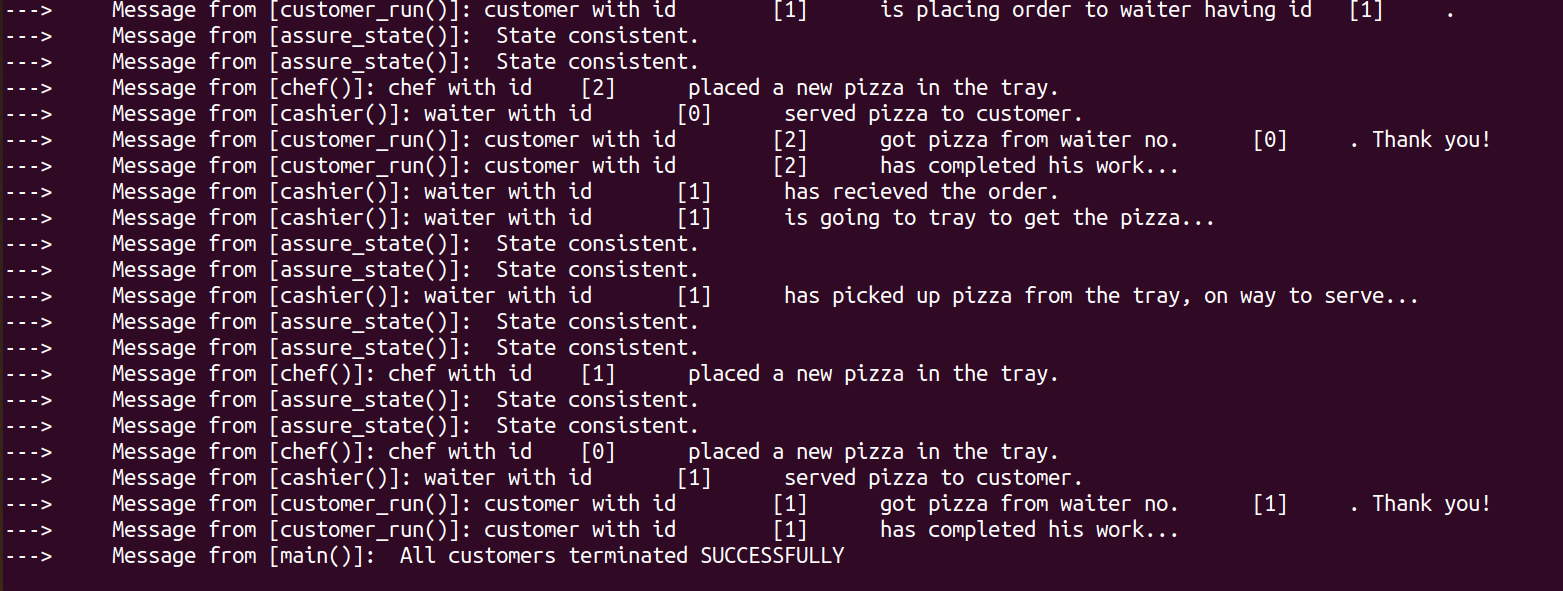 ---> Message from [customer_run()]: customer with id [1] is placing order to waiter having id [1] .
---> Message from [assure_state()]: State consistent.
---> Message from [assure_state()]: State consistent.
---> Message from [chef()]: chef with id [2] placed a new pizza in the tray.
---> Message from [cashier()]: waiter with id [0] served pizza to customer.
---> Message from [customer_run()]: customer with id [2] got pizza from waiter no. [0] . Thank you!
---> Message from [customer_run()]: customer with id [2] has completed his work...
---> Message from [cashier()]: waiter with id [1] has recieved the order.
---> Message from [cashier()]: waiter with id [1] is going to tray to get the pizza...
---> Message from [assure_state()]: State consistent.
---> Message from [assure_state()]: State consistent.
---> Message from [cashier()]: waiter with id [1] has picked up pizza from the tray, on way to serve...
---> Message from [assure_state()]: State consistent.
---> Message from [assure_state()]: State consistent.
---> Message from [chef()]: chef with id [1] placed a new pizza in the tray.
---> Message from [assure_state()]: State consistent.
---> Message from [assure_state()]: State consistent.
---> Message from [chef()]: chef with id [0] placed a new pizza in the tray.
---> Message from [cashier()]: waiter with id [1] served pizza to customer.
---> Message from [customer_run()]: customer with id [1] got pizza from waiter no. [1] . Thank you!
---> Message from [customer_run()]: customer with id [1] has completed his work...
---> Message from [main()]: All customers terminated SUCCESSFULLY